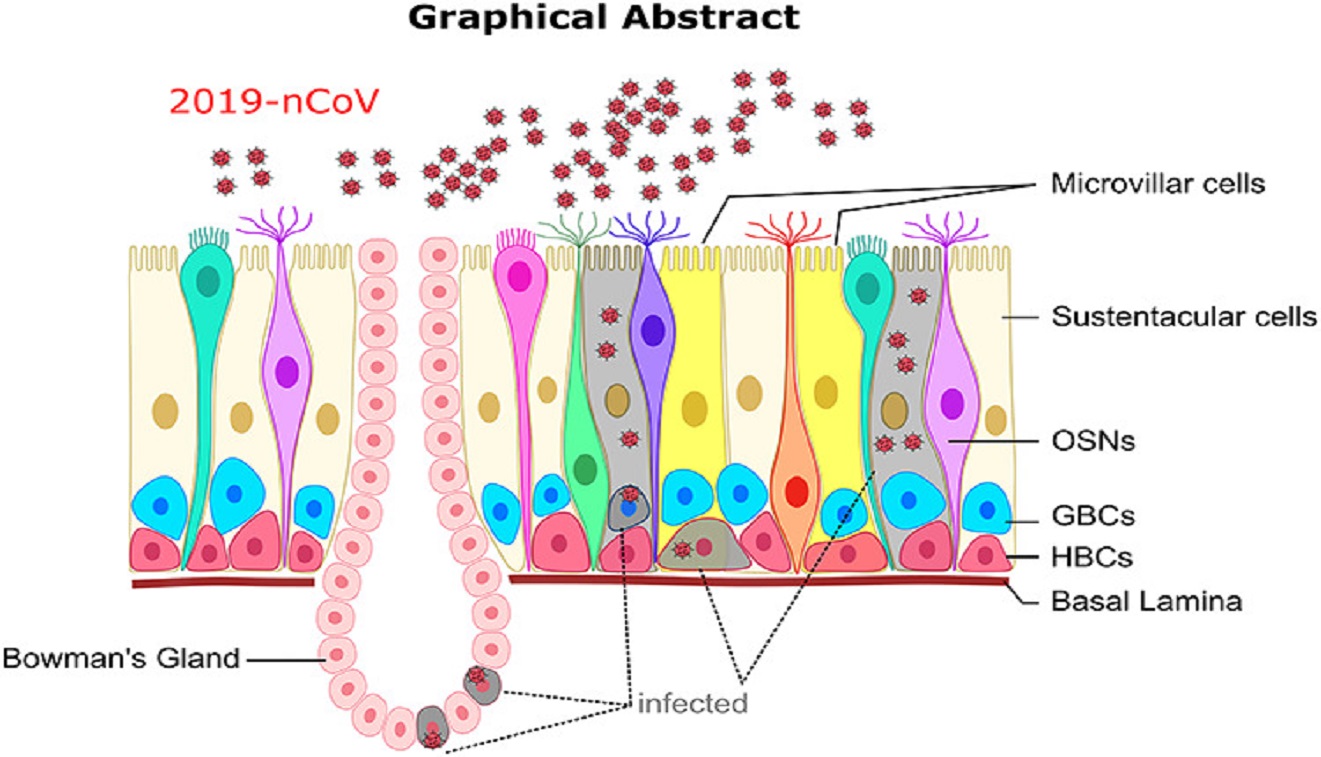 Graphical Abstract
2019-nCoV
Microvillar cells
Sustentacular cells
OSNs
GBCs
HBCs
Basal Lamina
Bowman's Gland
infected